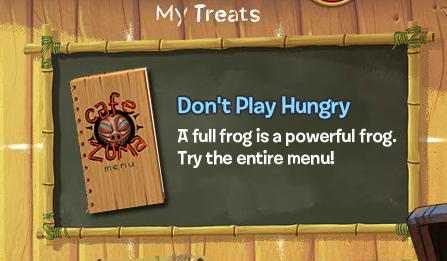 My Treats
cafe
ZUMA
menu
Don't Play Hungry
A full frog is a powerful frog.
Try the entire menu!